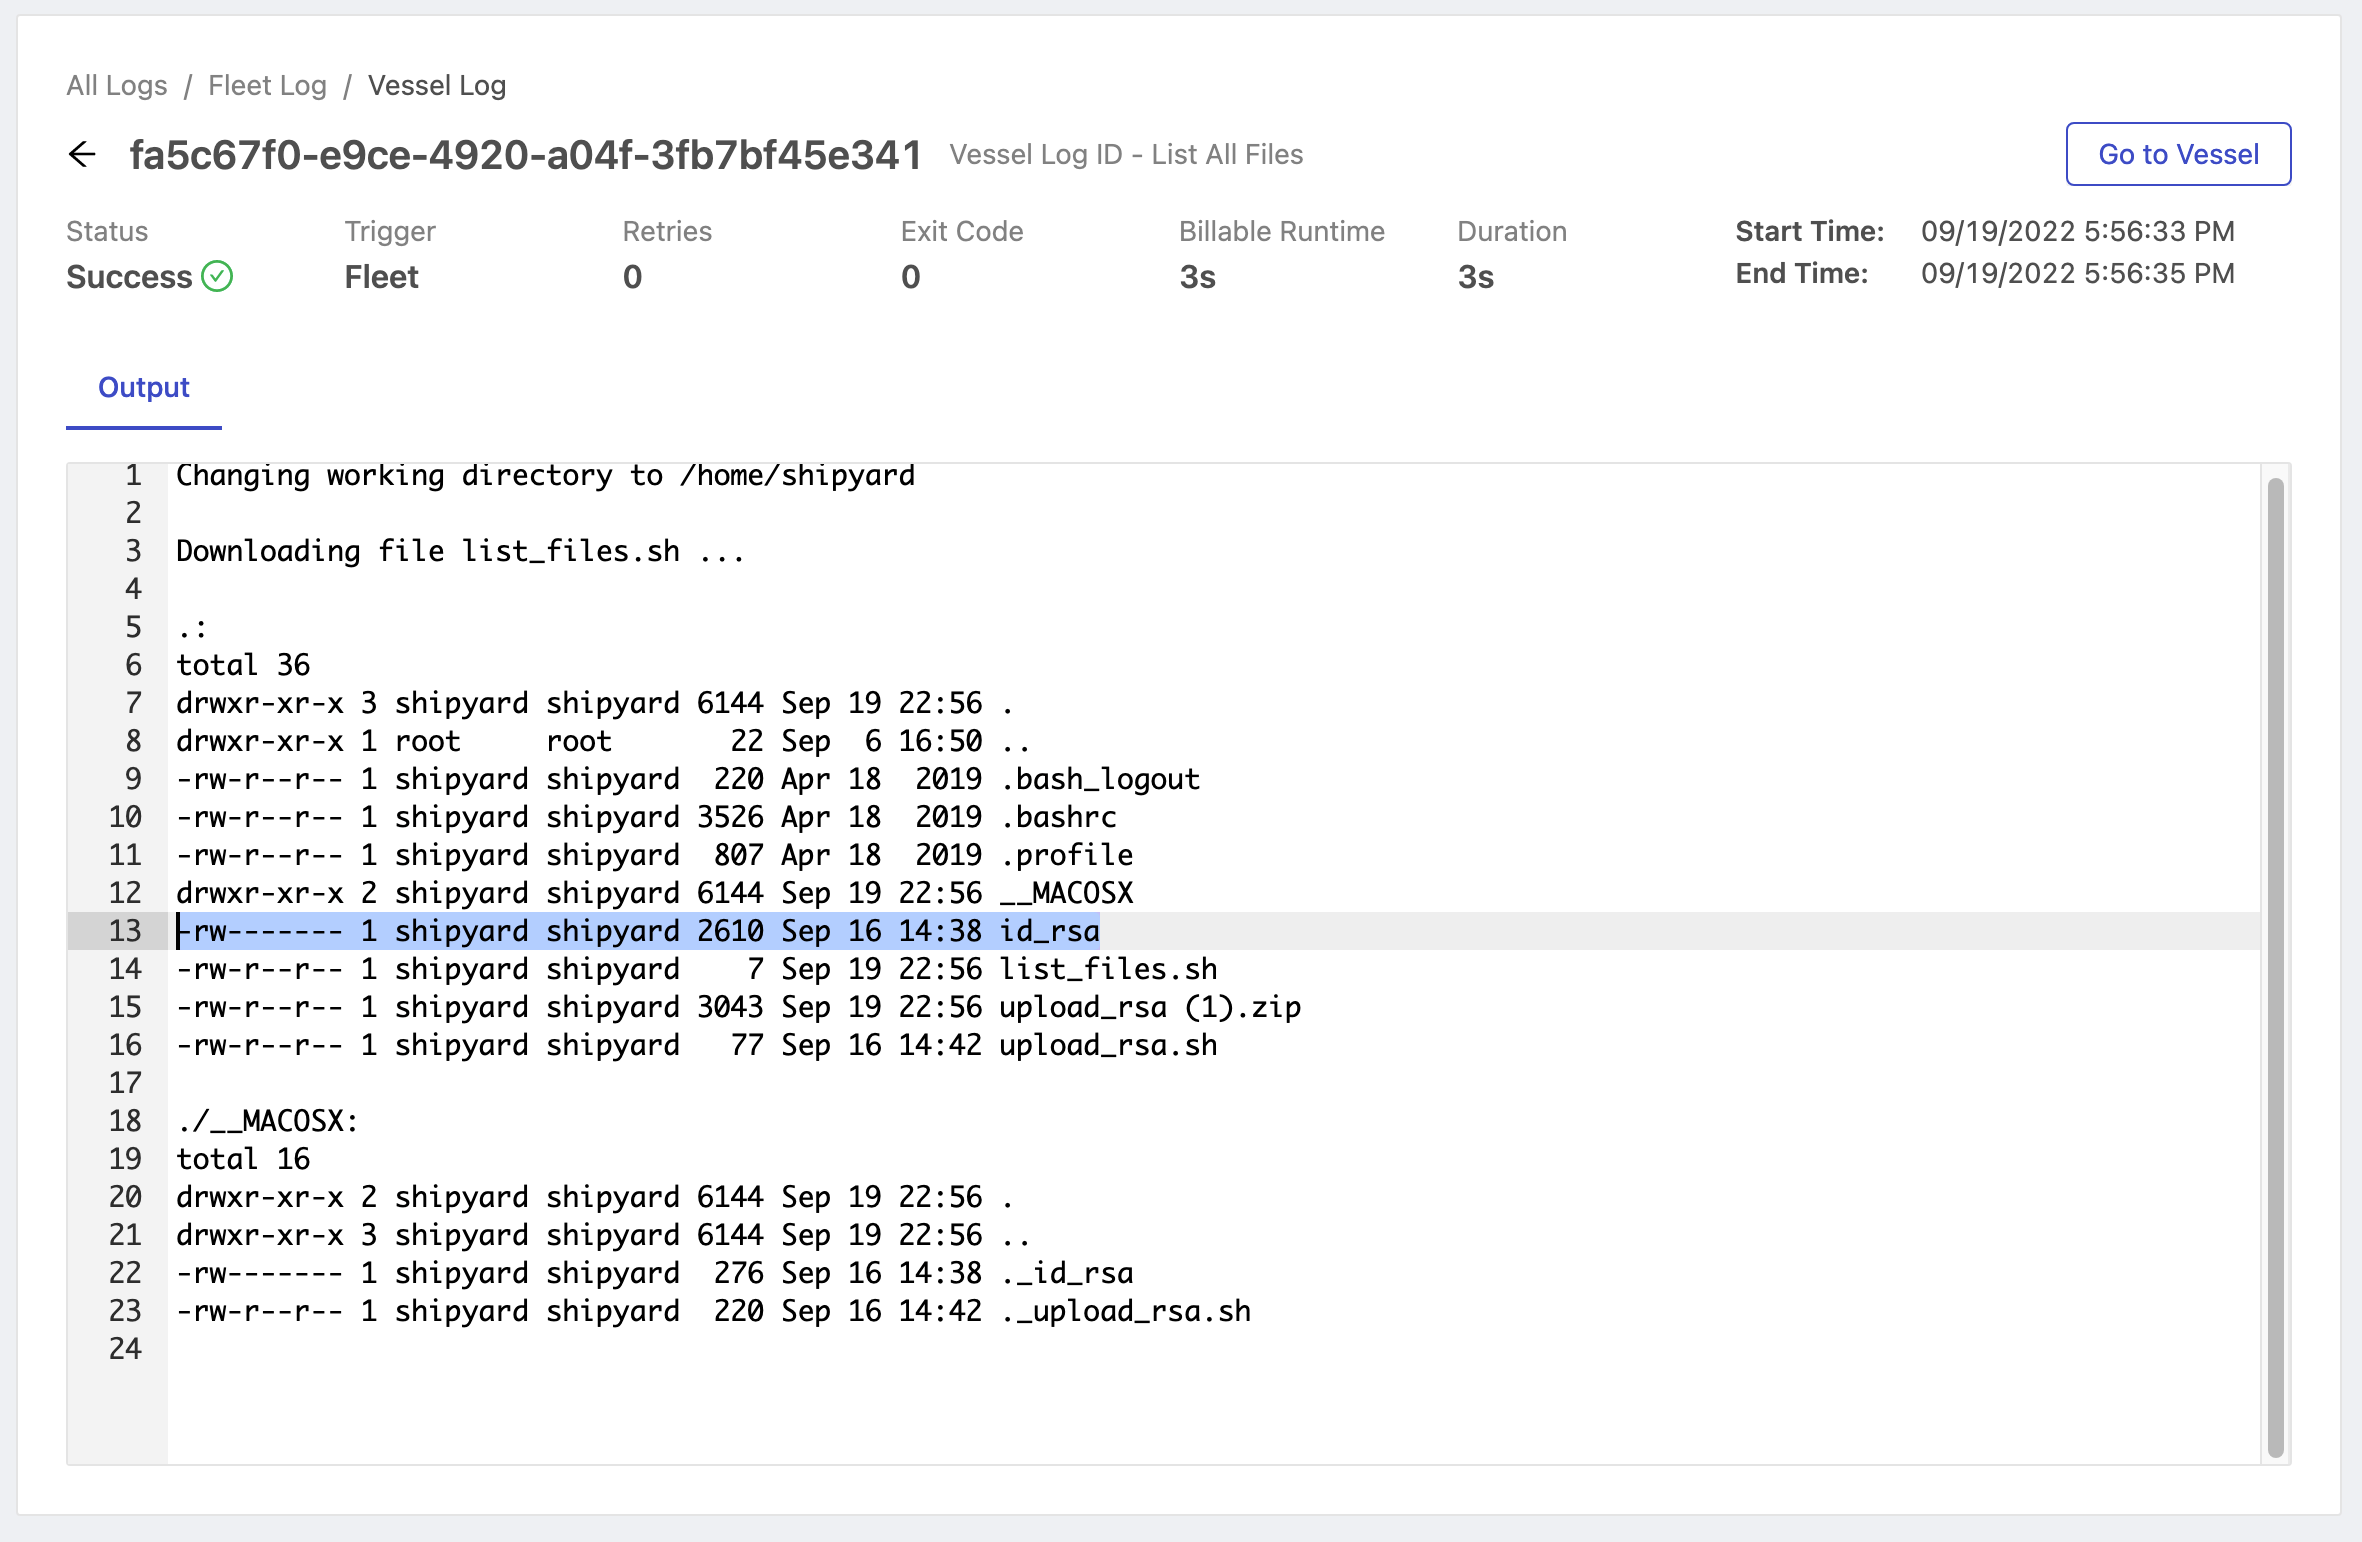 All Logs / Fleet Log / Vessel Log
fa5c67f0-e9ce-4920-a04f-3fb7bf45e341 Vessel Log ID - List All Files Go to Vessel
Status Trigger Retries Exit Code Billable Runtime Duration Start Time: 09/19/2022 5:56:33 PM
Success Fleet 0 0 3s 3s End Time: 09/19/2022 5:56:35 PM
Output
1 Changing working directory to /home/shipyard
2
3 Downloading file list_files.sh ...
4
5 .:
6 total 36
7 drwxr-xr-x 3 shipyard shipyard 6144 Sep 19 22:56 .
8 drwxr-xr-x 1 root     root       22 Sep  6 16:50 ..
9 -rw-r--r-- 1 shipyard shipyard  220 Apr 18  2019 .bash_logout
10 -rw-r--r-- 1 shipyard shipyard 3526 Apr 18  2019 .bashrc
11 -rw-r--r-- 1 shipyard shipyard  807 Apr 18  2019 .profile
12 drwxr-xr-x 2 shipyard shipyard 6144 Sep 19 22:56 __MACOSX
13 -rw------- 1 shipyard shipyard 2610 Sep 16 14:38 id_rsa
14 -rw-r--r-- 1 shipyard shipyard    7 Sep 19 22:56 list_files.sh
15 -rw-r--r-- 1 shipyard shipyard 3043 Sep 19 22:56 upload_rsa (1).zip
16 -rw-r--r-- 1 shipyard shipyard   77 Sep 16 14:42 upload_rsa.sh
17
18 ./__MACOSX:
19 total 16
20 drwxr-xr-x 2 shipyard shipyard 6144 Sep 19 22:56 .
21 drwxr-xr-x 3 shipyard shipyard 6144 Sep 19 22:56 ..
22 -rw------- 1 shipyard shipyard  276 Sep 16 14:38 ._id_rsa
23 -rw-r--r-- 1 shipyard shipyard  220 Sep 16 14:42 ._upload_rsa.sh
24